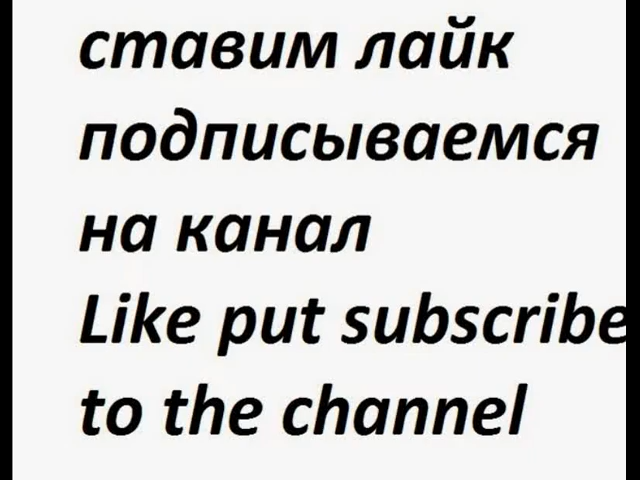 ставим лайк
подписываемся
на канал
Like put subscribe
to the channel